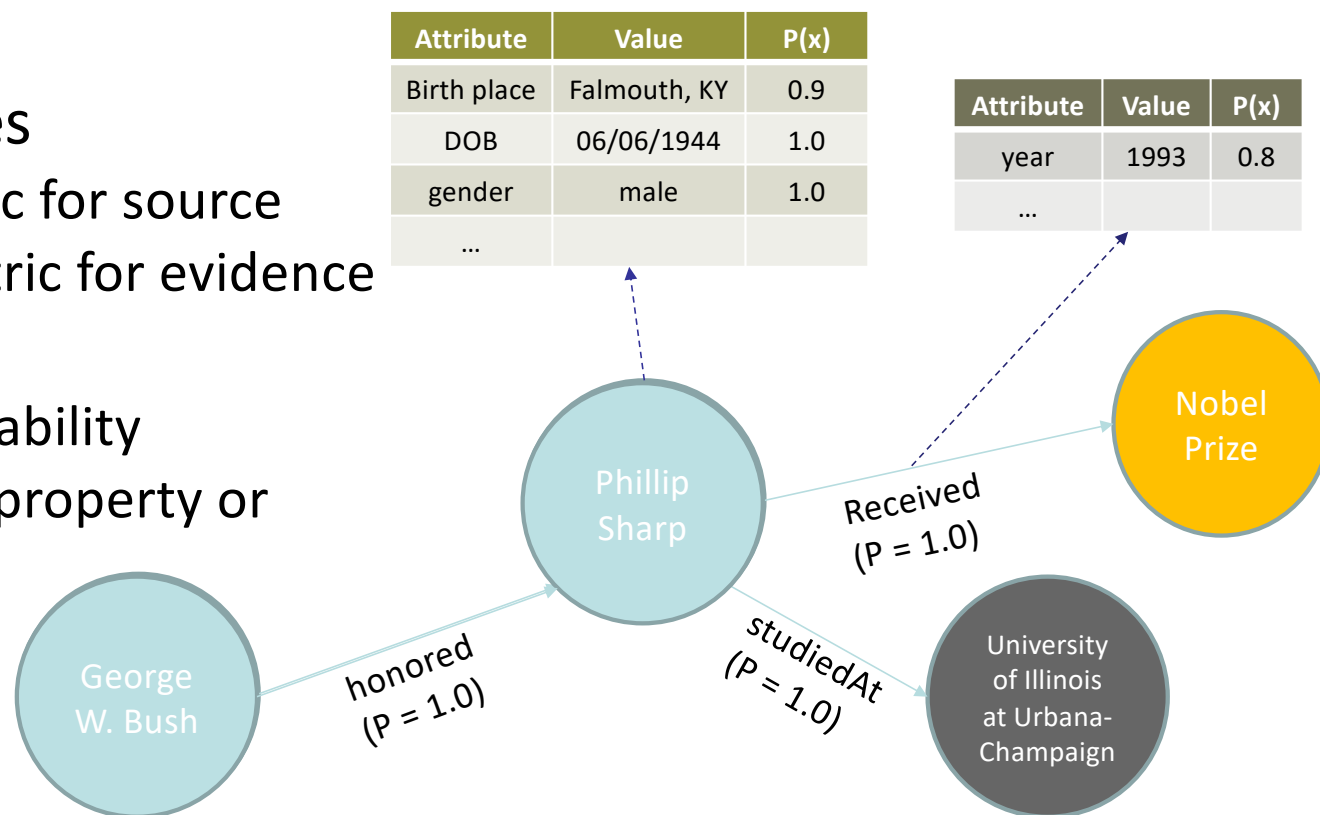 Attribute Value P(x)
Birth place Falmouth, KY 0.9
DOB 06/06/1944 1.0
gender male 1.0
…
Attribute Value P(x)
year 1993 0.8
…
es
c for source
tric for evidence
ability
property or
Phillip
Sharp
Nobel
Prize
Received
(P = 1.0)
George
W. Bush
honored
(P = 1.0)
studiedAt
(P = 1.0)
University
of Illinois
at Urbana-
Champaign